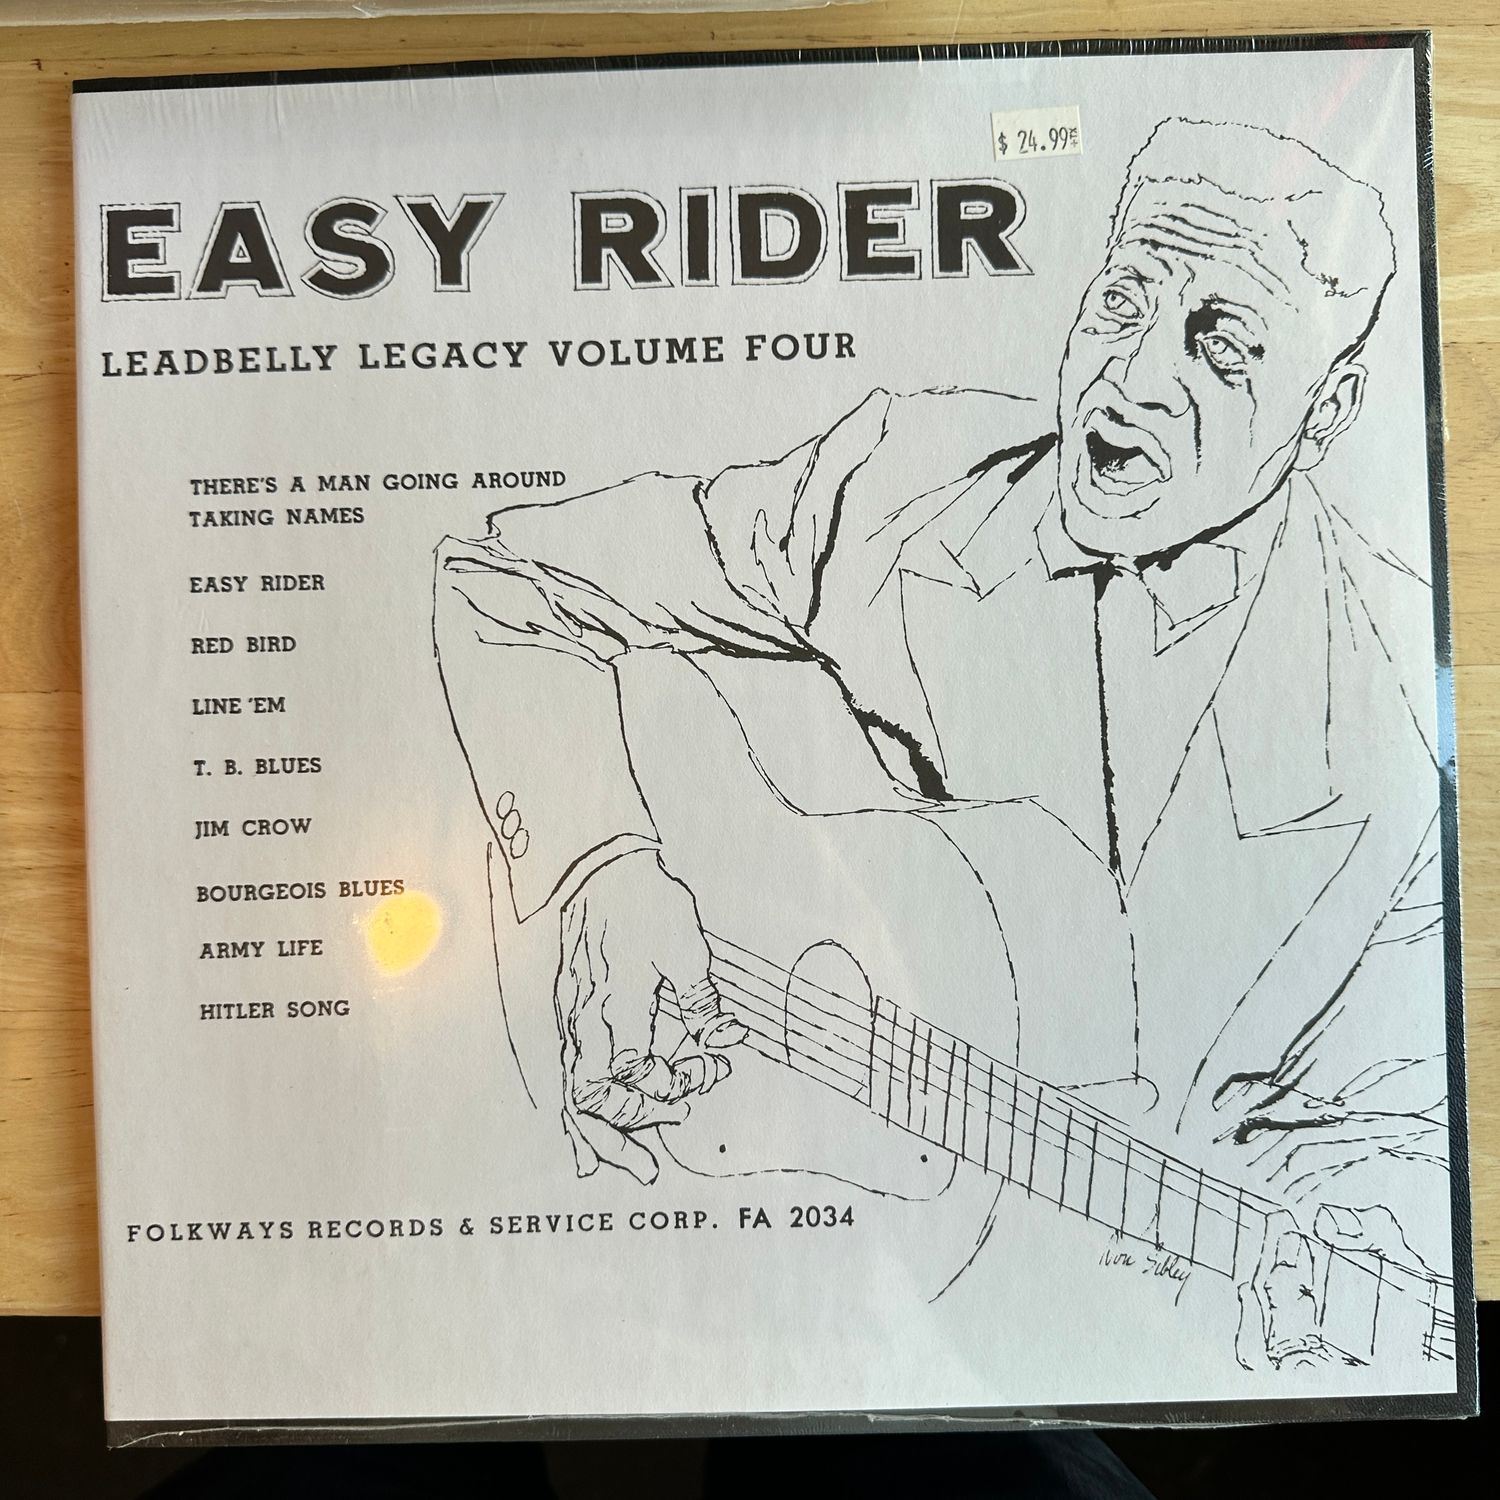 $ 24.99
EASY RIDER
LEADBELLY LEGACY VOLUME FOUR
THERE'S A MAN GOING AROUND
TAKING NAMES
EASY RIDER
RED BIRD
LINE 'EM
T. B. BLUES
JIM CROW
BOURGEOIS BLUES
ARMY LIFE
HITLER SONG
FOLKWAYS RECORDS & SERVICE CORP. FA 2034
Sibley